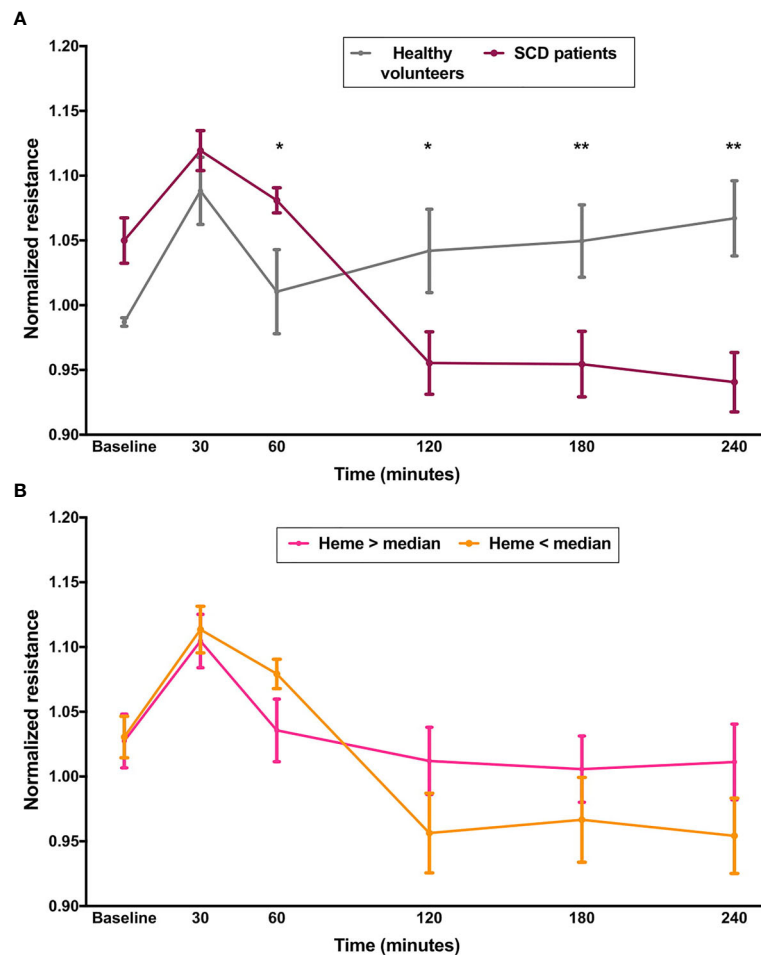 A
1.20
Healthy volunteers
SCD patients
1.15
* * ** **
1.10
Normalized resistance
1.05
1.00
0.95
0.90
Baseline 30 60 120 180 240
Time (minutes)
B
1.20
Heme > median Heme < median
1.15
1.10
Normalized resistance
1.05
1.00
0.95
0.90
Baseline 30 60 120 180 240
Time (minutes)